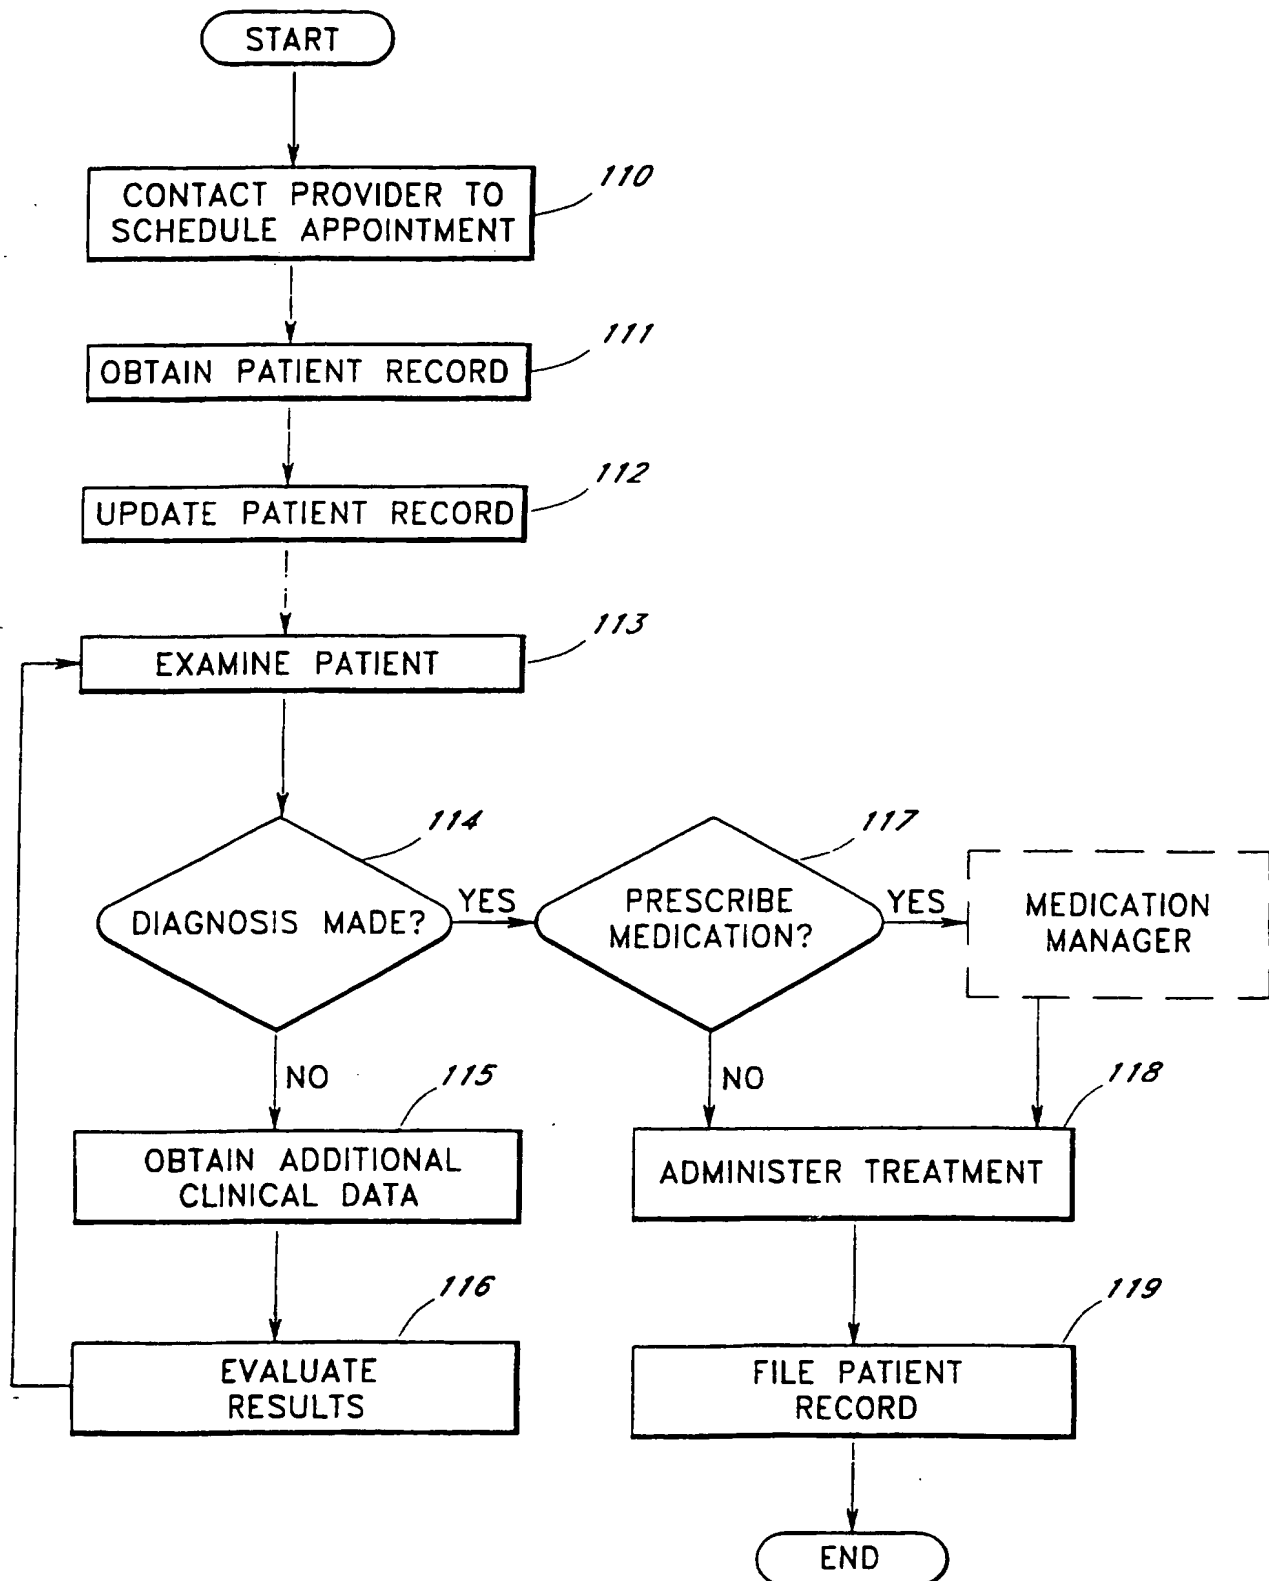 START
CONTACT PROVIDER TO
SCHEDULE APPOINTMENT
110
OBTAIN PATIENT RECORD
111
UPDATE PATIENT RECORD
112
EXAMINE PATIENT
113
DIAGNOSIS MADE?
114
YES
PRESCRIBE
MEDICATION?
117
YES
MEDICATION
MANAGER
NO
OBTAIN ADDITIONAL
CLINICAL DATA
115
NO
ADMINISTER TREATMENT
118
EVALUATE
RESULTS
116
FILE PATIENT
RECORD
119
END